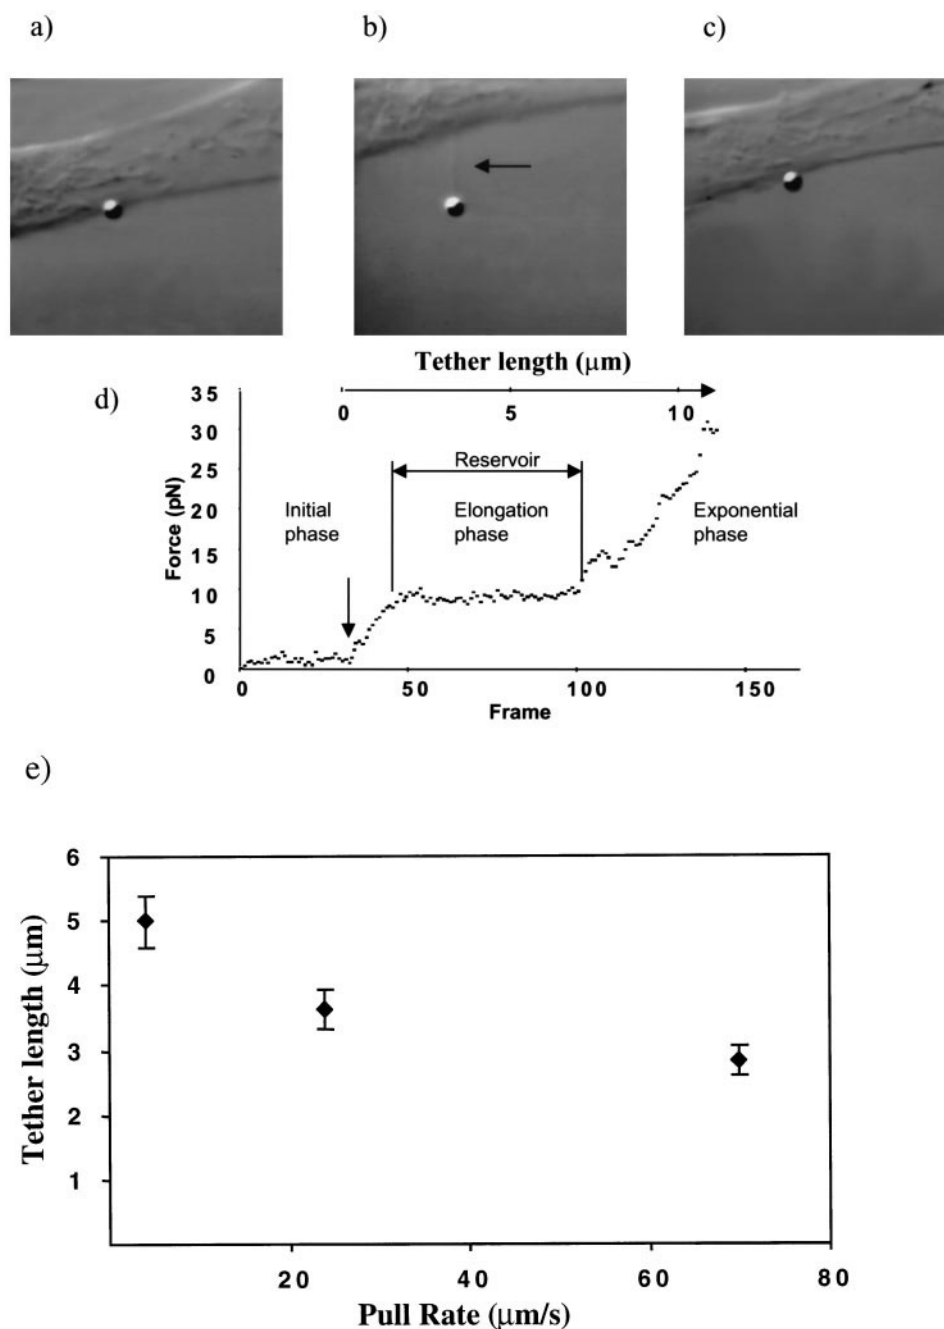 a)
b)
c)
Tether length (μm)
d)
0 5 10
35
30
25
20
15
10
5
0
Force (pN)
Reservoir
Initial
phase
Elongation
phase
Exponential
phase
0 50 100 150
Frame
e)
6
5
4
3
2
1
Tether length (μm)
20 40 60 80
Pull Rate (μm/s)